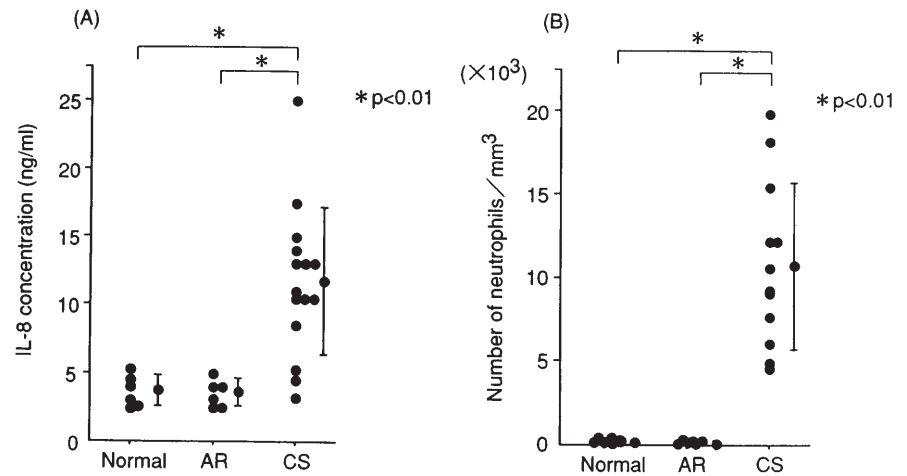 (A)
*
*
* p<0.01
IL-8 concentration (ng/ml)
25
20
15
10
5
0
Normal AR CS
(B)
*
*
(×10³)
* p<0.01
Number of neutrophils/mm³
20
15
10
5
0
Normal AR CS